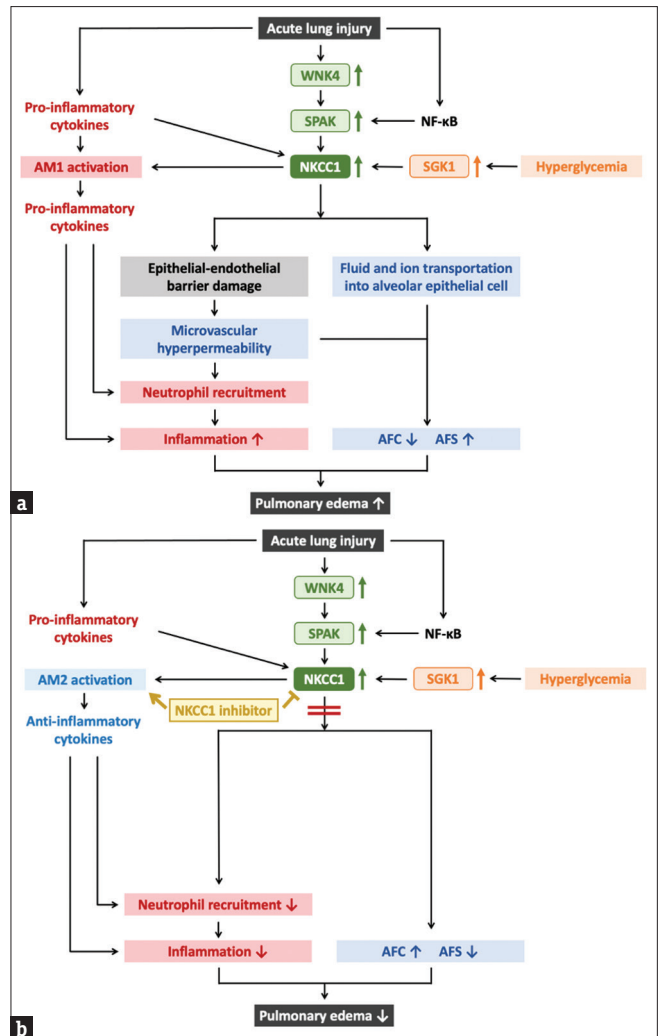 Acute lung injury
WNK4
Pro-inflammatory
cytokines
SPAK
NF-κB
AM1 activation
NKCC1
SGK1
Hyperglycemia
Pro-inflammatory
cytokines
Epithelial-endothelial
barrier damage
Fluid and ion transportation
into alveolar epithelial cell
Microvascular
hyperpermeability
Neutrophil recruitment
Inflammation ↑
AFC ↓ AFS ↑
Pulmonary edema ↑
a
Acute lung injury
WNK4
Pro-inflammatory
cytokines
SPAK
NF-κB
AM2 activation
NKCC1
SGK1
Hyperglycemia
NKCC1 inhibitor
Anti-inflammatory
cytokines
Neutrophil recruitment ↓
Inflammation ↓
AFC ↑ AFS ↓
Pulmonary edema ↓
b